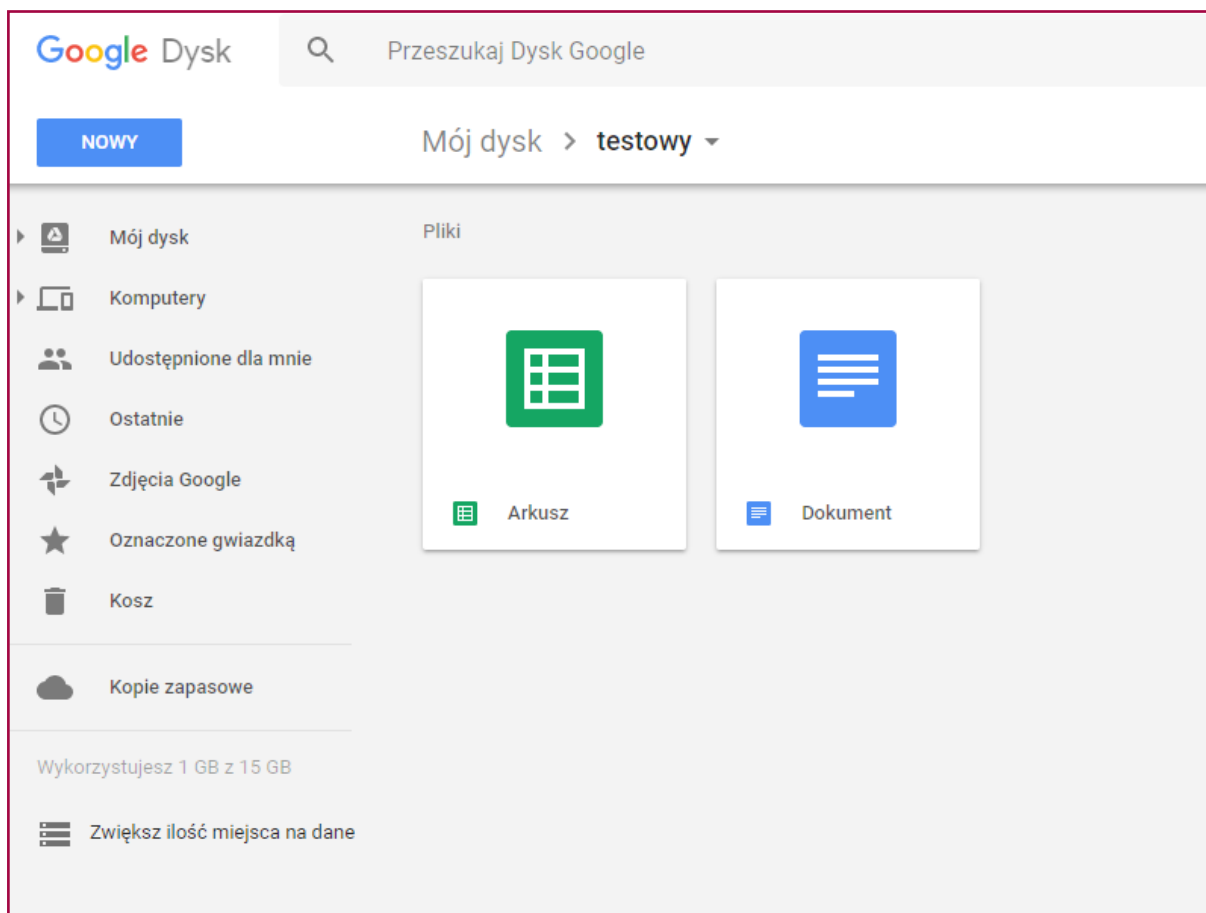 Google Dysk
Przeszukaj Dysk Google
NOWY
Mój dysk > testowy
Mój dysk
Komputery
Udostępnione dla mnie
Ostatnie
Zdjęcia Google
Oznaczone gwiazdką
Kosz
Kopie zapasowe
Wykorzystujesz 1 GB z 15 GB
Zwiększ ilość miejsca na dane
Pliki
Arkusz
Dokument